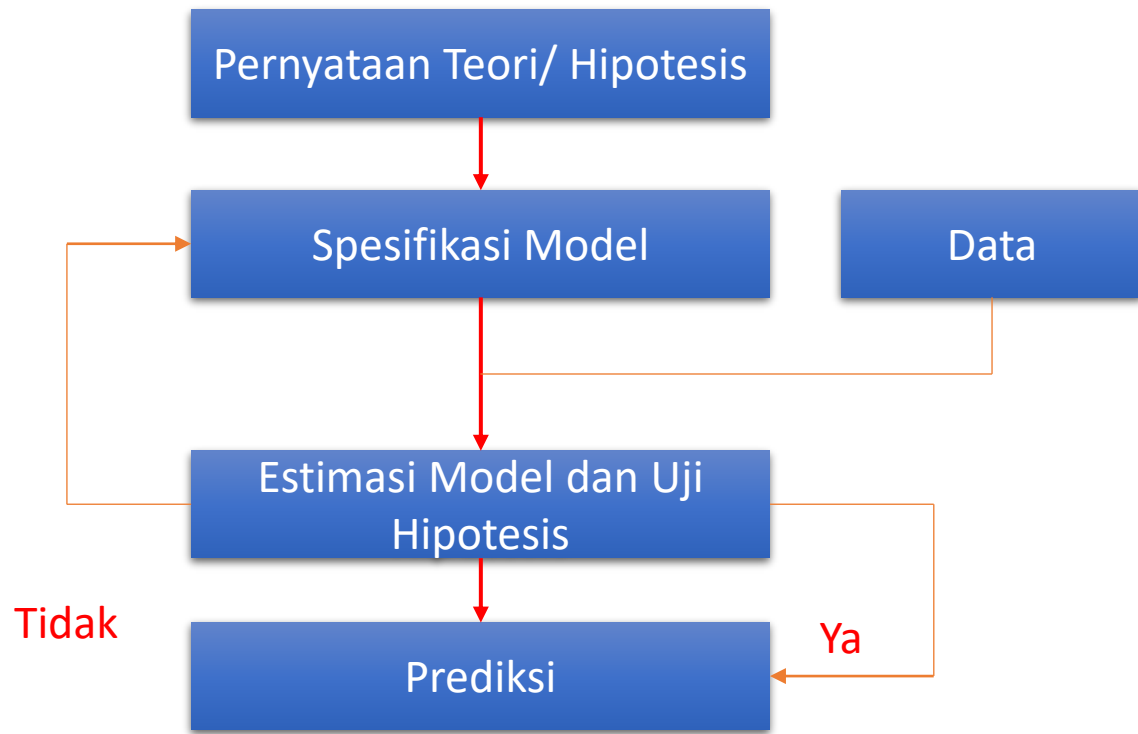 Pernyataan Teori/ Hipotesis
Spesifikasi Model
Data
Estimasi Model dan Uji
Hipotesis
Tidak
Ya
Prediksi